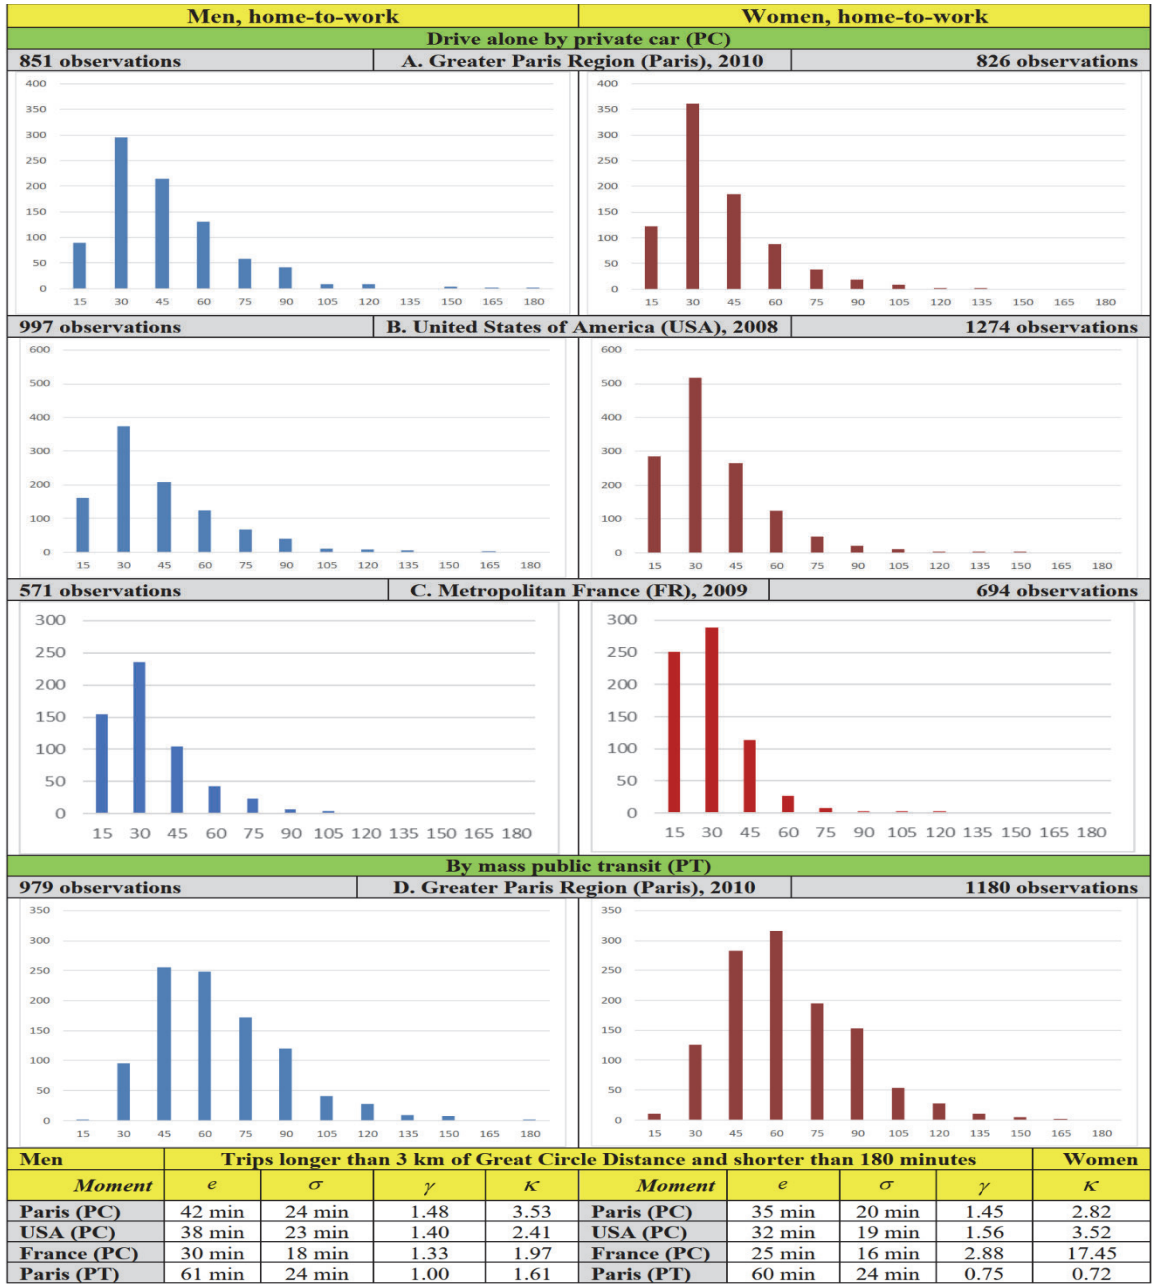 Men, home-to-work Women, home-to-work
Drive alone by private car (PC)
851 observations A. Greater Paris Region (Paris), 2010 826 observations
400
350
300
250
200
150
100
50
0
15 30 45 60 75 90 105 120 135 150 165 180
400
350
300
250
200
150
100
50
0
15 30 45 60 75 90 105 120 135 150 165 180
997 observations B. United States of America (USA), 2008 1274 observations
600
500
400
300
200
100
0
15 30 45 60 75 90 105 120 135 150 165 180
600
500
400
300
200
100
0
15 30 45 60 75 90 105 120 135 150 165 180
571 observations C. Metropolitan France (FR), 2009 694 observations
300
250
200
150
100
50
0
15 30 45 60 75 90 105 120 135 150 165 180
300
250
200
150
100
50
0
15 30 45 60 75 90 105 120 135 150 165 180
By mass public transit (PT)
979 observations D. Greater Paris Region (Paris), 2010 1180 observations
350
300
250
200
150
100
50
0
15 30 45 60 75 90 105 120 135 150 165 180
350
300
250
200
150
100
50
0
15 30 45 60 75 90 105 120 135 150 165 180
Men Trips longer than 3 km of Great Circle Distance and shorter than 180 minutes Women
Moment e σ γ κ Moment e σ γ κ
Paris (PC) 42 min 24 min 1.48 3.53 Paris (PC) 35 min 20 min 1.45 2.82
USA (PC) 38 min 23 min 1.40 2.41 USA (PC) 32 min 19 min 1.56 3.52
France (PC) 30 min 18 min 1.33 1.97 France (PC) 25 min 16 min 2.88 17.45
Paris (PT) 61 min 24 min 1.00 1.61 Paris (PT) 60 min 24 min 0.75 0.72